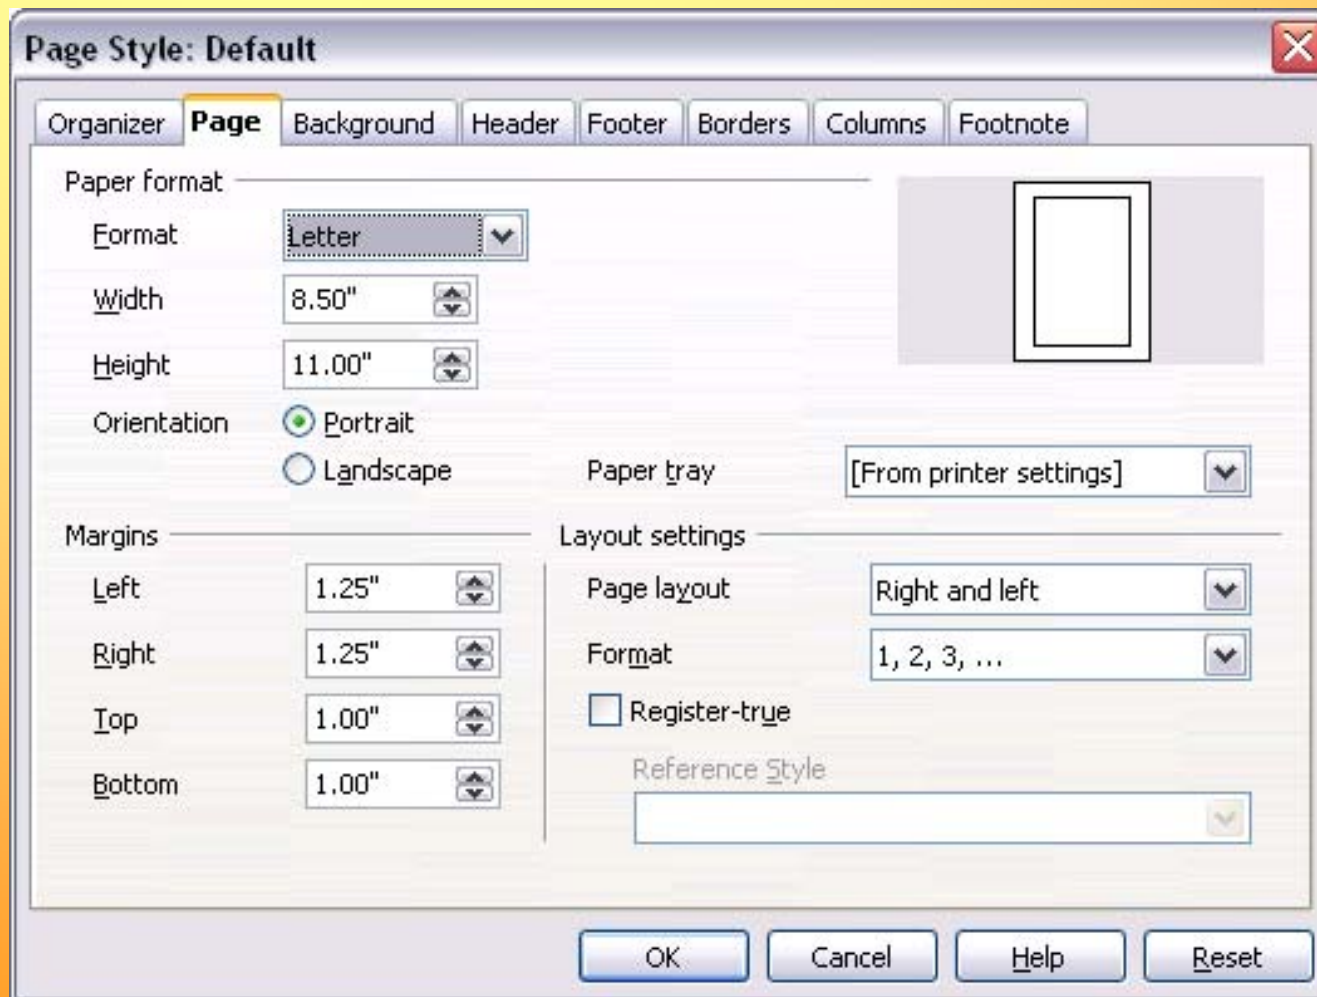 Page Style: Default
Organizer Page Background Header Footer Borders Columns Footnote
Paper format
Format Letter
Width 8.50"
Height 11.00"
Orientation Portrait
Landscape Paper tray [From printer settings]
Margins Layout settings
Left 1.25" Page layout Right and left
Right 1.25" Format 1, 2, 3, ...
Top 1.00" Register-true
Reference Style
Bottom 1.00"
OK Cancel Help Reset